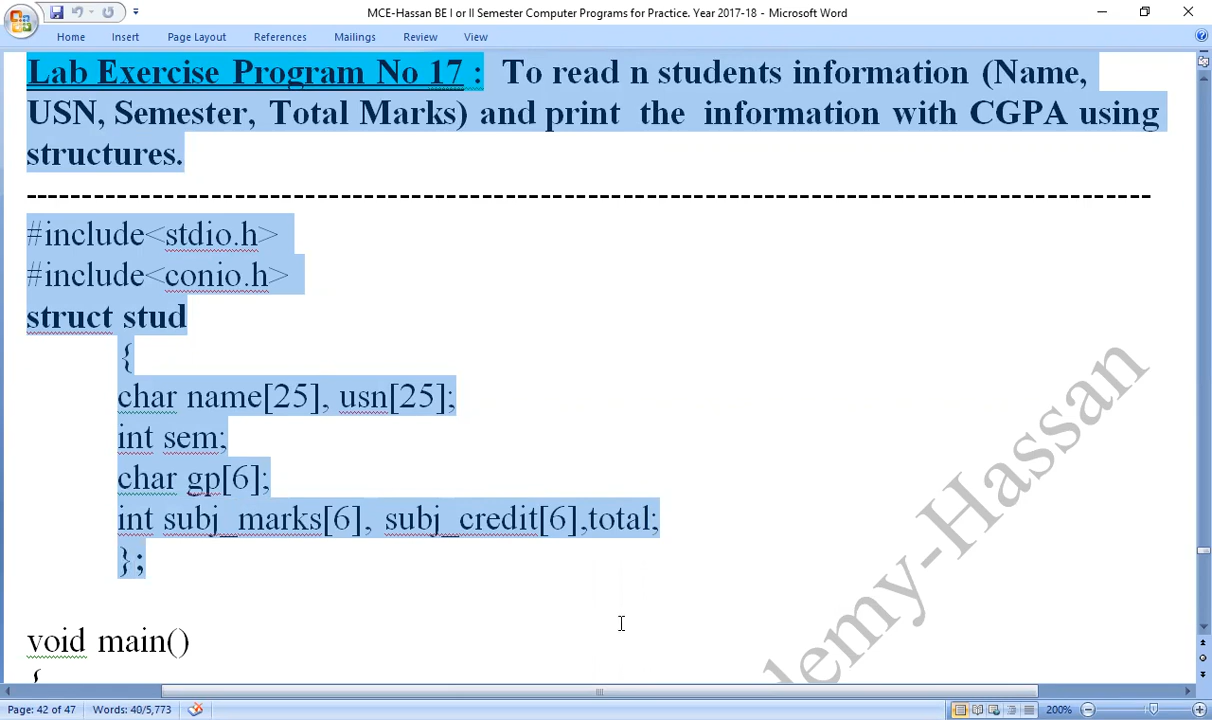 MCE-Hassan BE I or II Semester Computer Programs for Practice. Year 2017-18 - Microsoft Word
Home Insert Page Layout References Mailings Review View
Lab Exercise Program No 17 : To read n students information (Name,
USN, Semester, Total Marks) and print the information with CGPA using
structures.
------------------------------------------------------------------------------------------
#include<stdio.h>
#include<conio.h>
struct stud
{
char name[25], usn[25];
int sem;
char gp[6];
int subj_marks[6], subj_credit[6],total;
};
void main()
{
demy-Hassan
Page: 42 of 47 Words: 40/5,773 200%